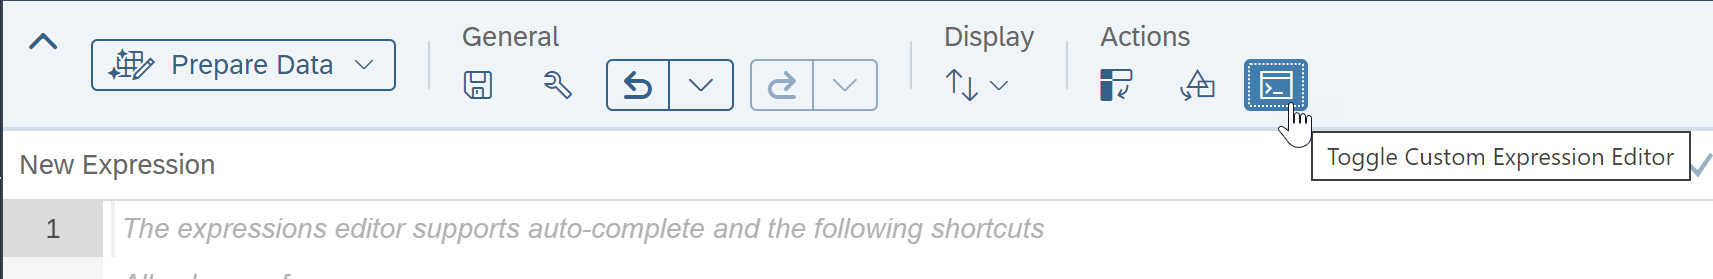 General
Display
Actions
Prepare Data
Toggle Custom Expression Editor
New Expression
1
The expressions editor supports auto-complete and the following shortcuts